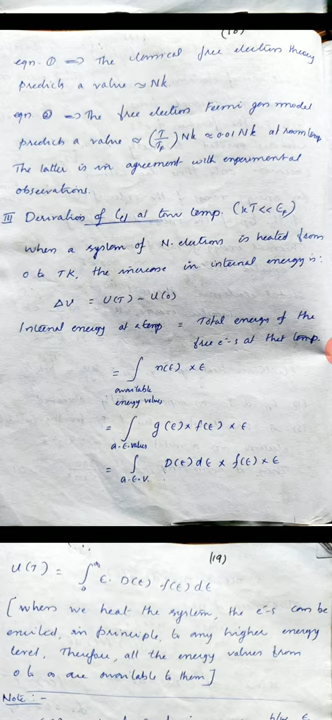 (18)
eqn. ① => The classical free electron theory
predicts a value ≈ Nk.
eqn ② => The free electron Fermi gas model
predicts a value ≈ (T/T_F) Nk ≈ 0.01 Nk at room temp
The latter is in agreement with experimental
observations.
III Derivation of Cel at low temp. (kT << ε_F)
When a system of N. electrons is heated from
0 to TK, the increase in internal energy is:
ΔU = U(T) - U(0)
Internal energy at a temp = Total energy of the
free e⁻s at that temp.
= ∫ n(ε) × ε
available
energy values
= ∫ g(ε) × f(ε) × ε
a.E.values
= ∫ D(ε) dε × f(ε) × ε
a.E.V.
(19)
U(T) = ∫₀^∞ ε. D(ε) f(ε) dε
[When we heat the system, the e⁻s can be
excited, in principle, to any higher energy
level. Therefore, all the energy values from
0 to ∞ are available to them]
Note :-
b/w